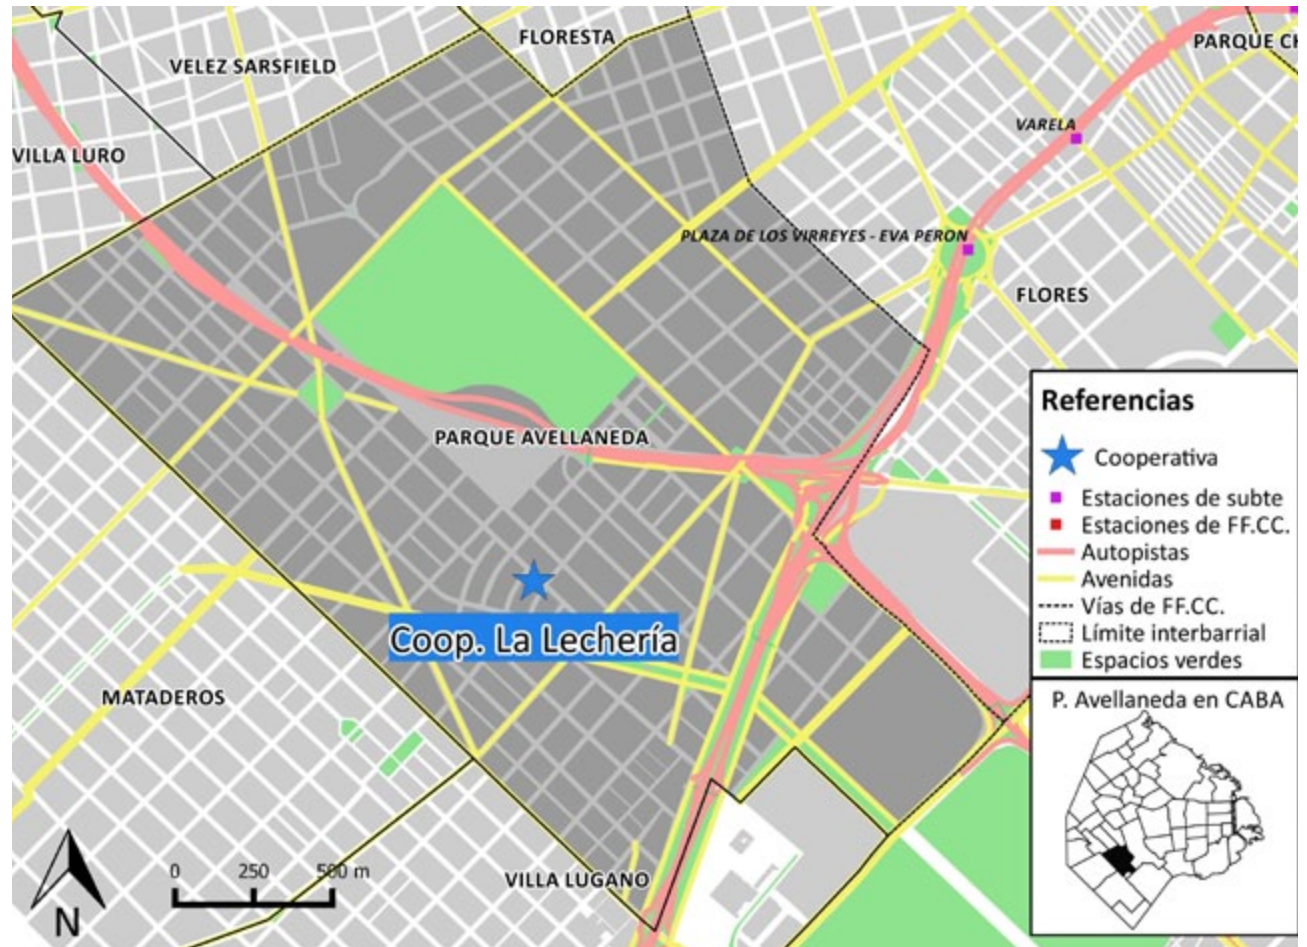 FLORESTA
VELEZ SARSFIELD
PARQUE CH
VARELA
VILLA LURO
PLAZA DE LOS VIRREYES - EVA PERON
FLORES
PARQUE AVELLANEDA
Coop. La Lechería
MATADEROS
VILLA LUGANO
0 250 500 m
N
Referencias
Cooperativa
Estaciones de subte
Estaciones de FF.CC.
Autopistas
Avenidas
Vías de FF.CC.
Límite interbarrial
Espacios verdes
P. Avellaneda en CABA